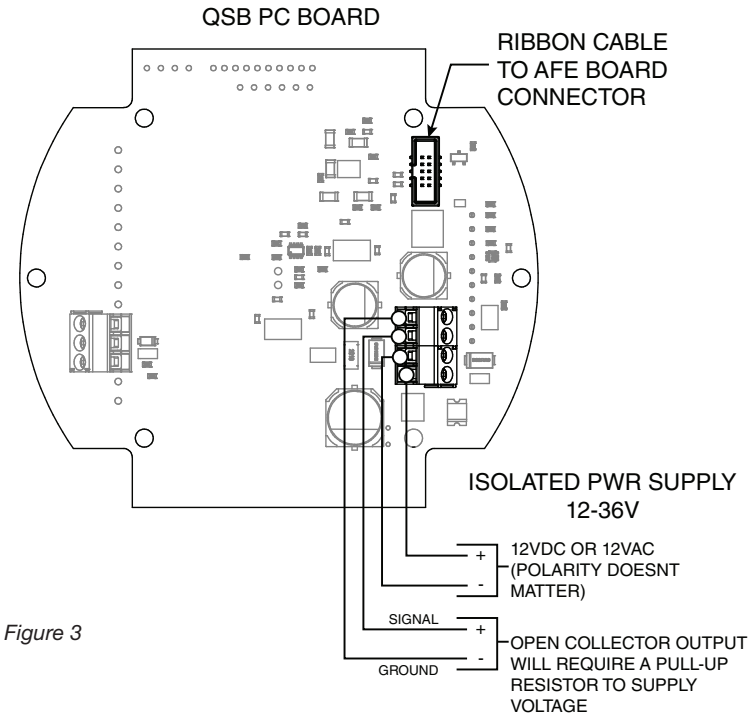 QSB PC BOARD
RIBBON CABLE
TO AFE BOARD
CONNECTOR
ISOLATED PWR SUPPLY
12-36V
+
-
12VDC OR 12VAC
(POLARITY DOESNT
MATTER)
SIGNAL
+
-
GROUND
OPEN COLLECTOR OUTPUT
WILL REQUIRE A PULL-UP
RESISTOR TO SUPPLY
VOLTAGE
Figure 3